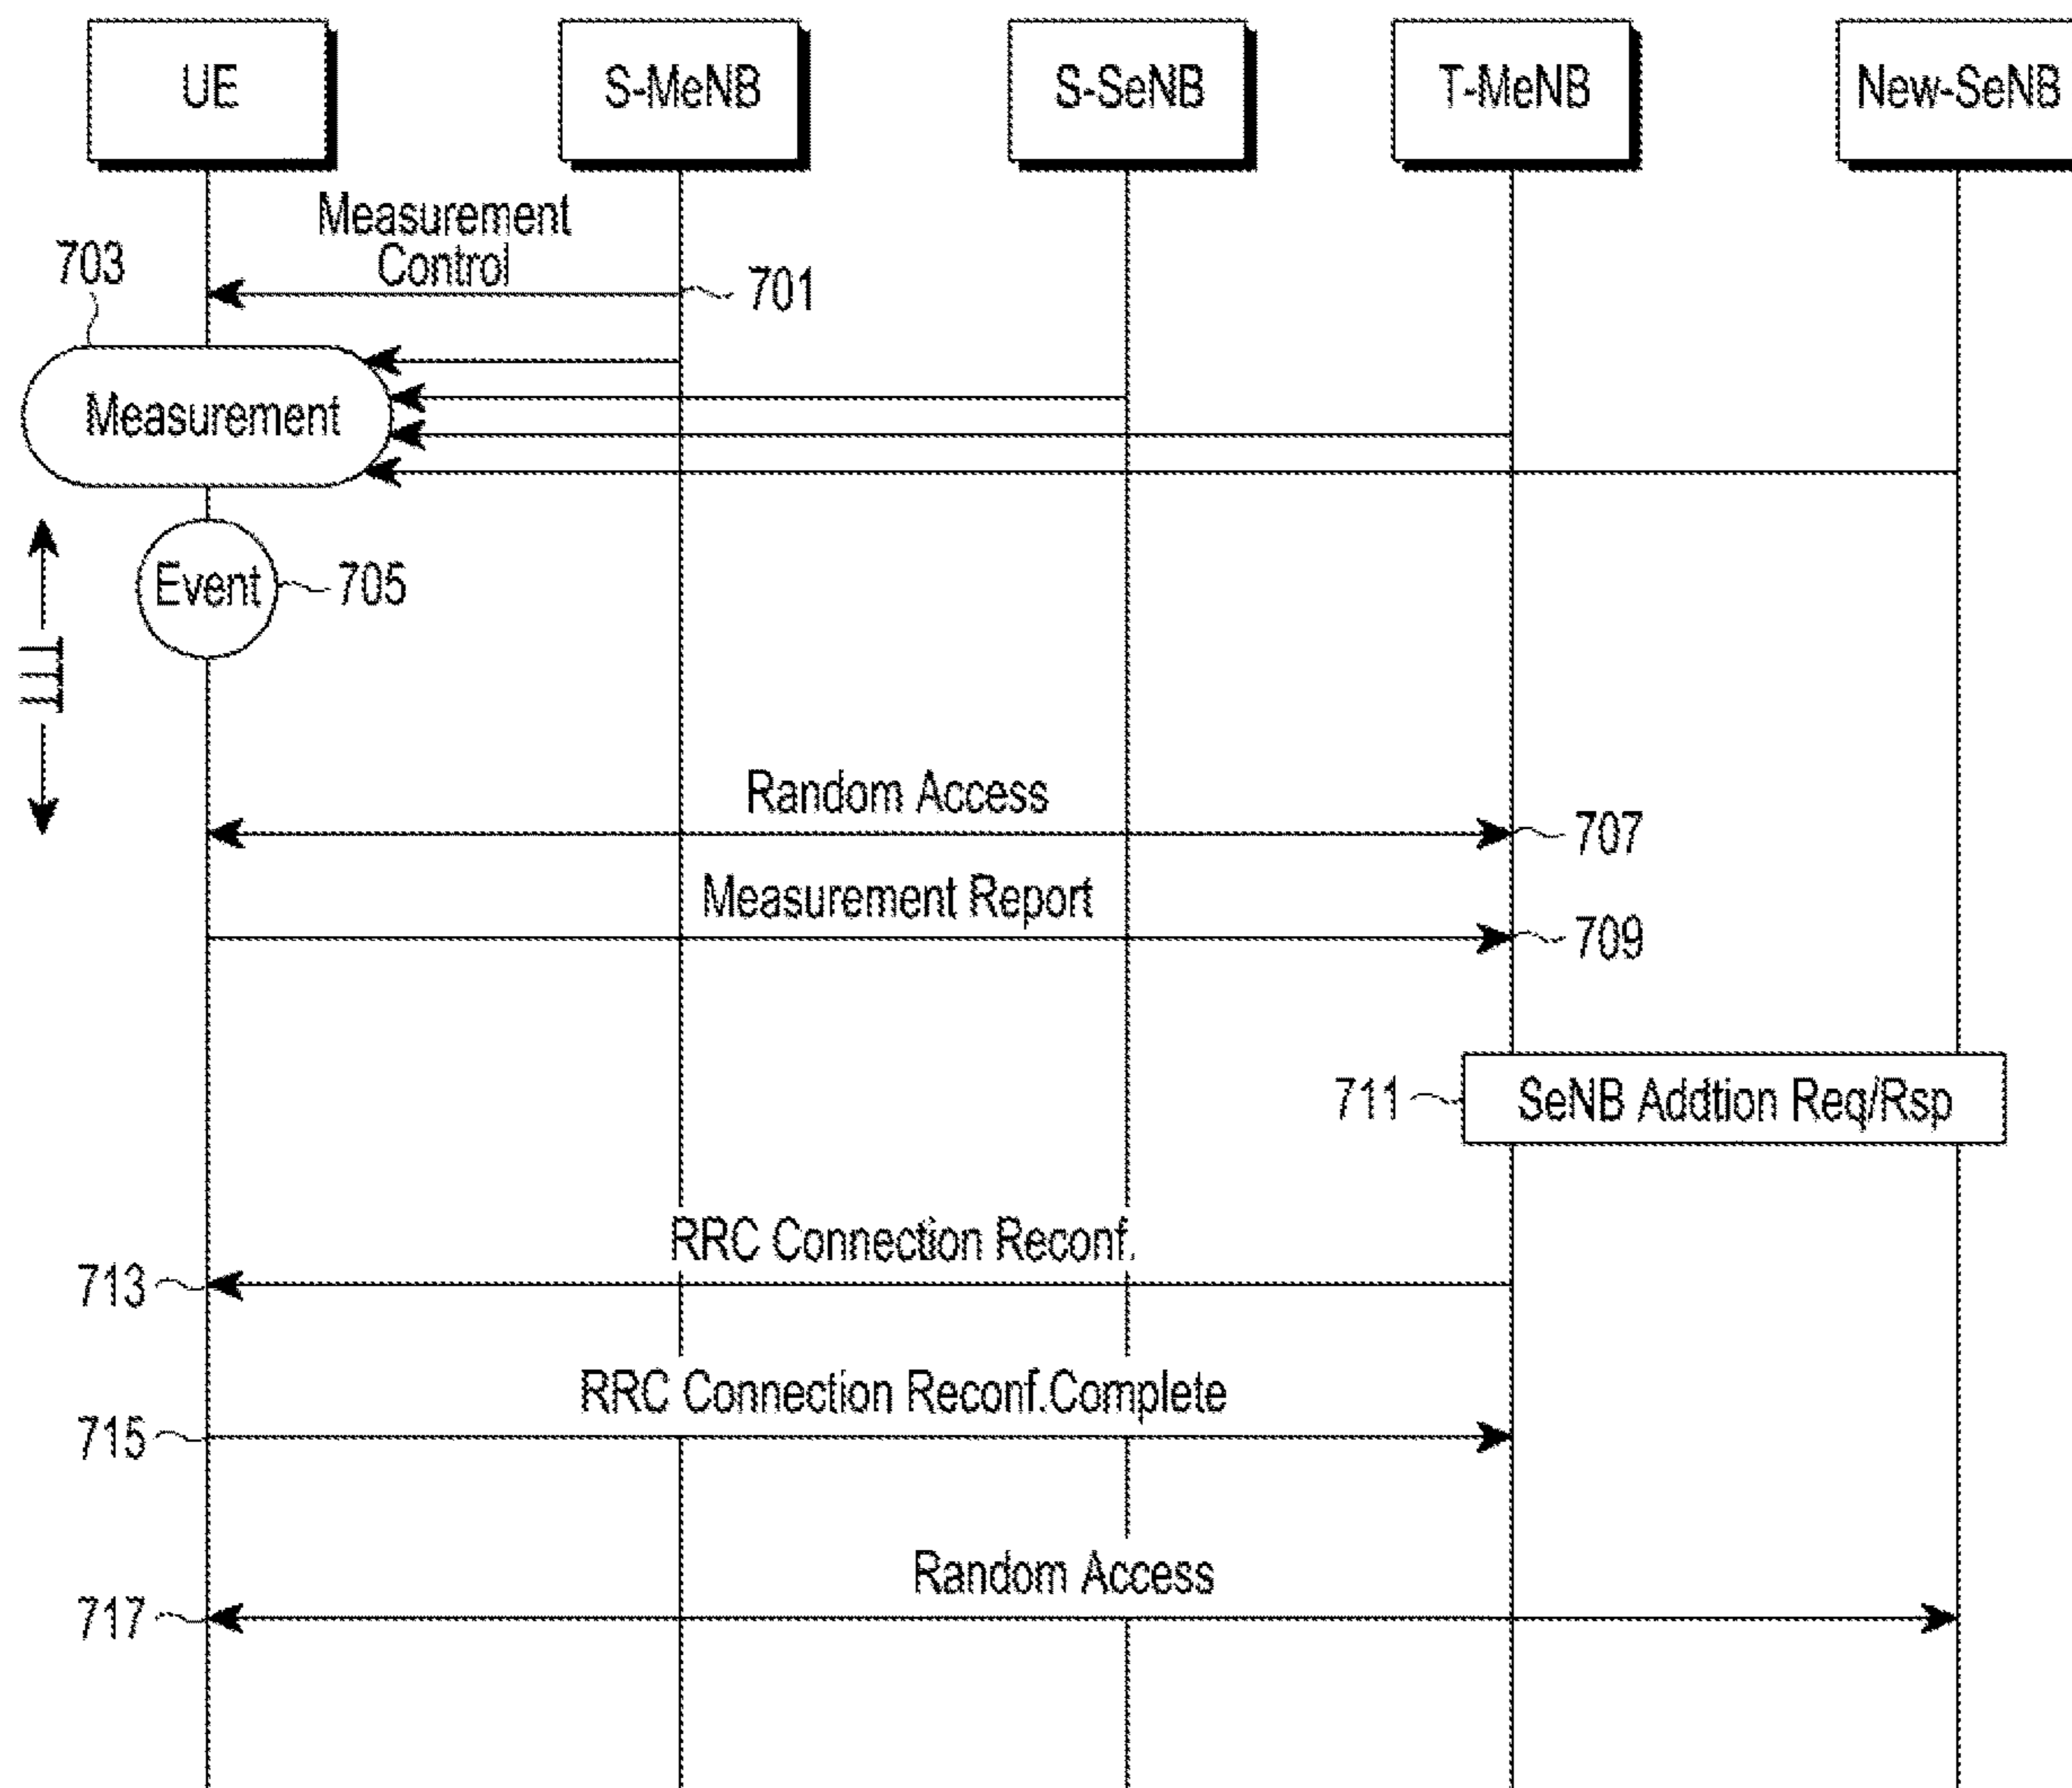 UE
S-MeNB
S-SeNB
T-MeNB
New-SeNB
Measurement
Control
703
701
Measurement
Event
705
TTT
Random Access
707
Measurement Report
709
711
SeNB Addtion Req/Rsp
RRC Connection Reconf.
713
RRC Connection Reconf.Complete
715
Random Access
717